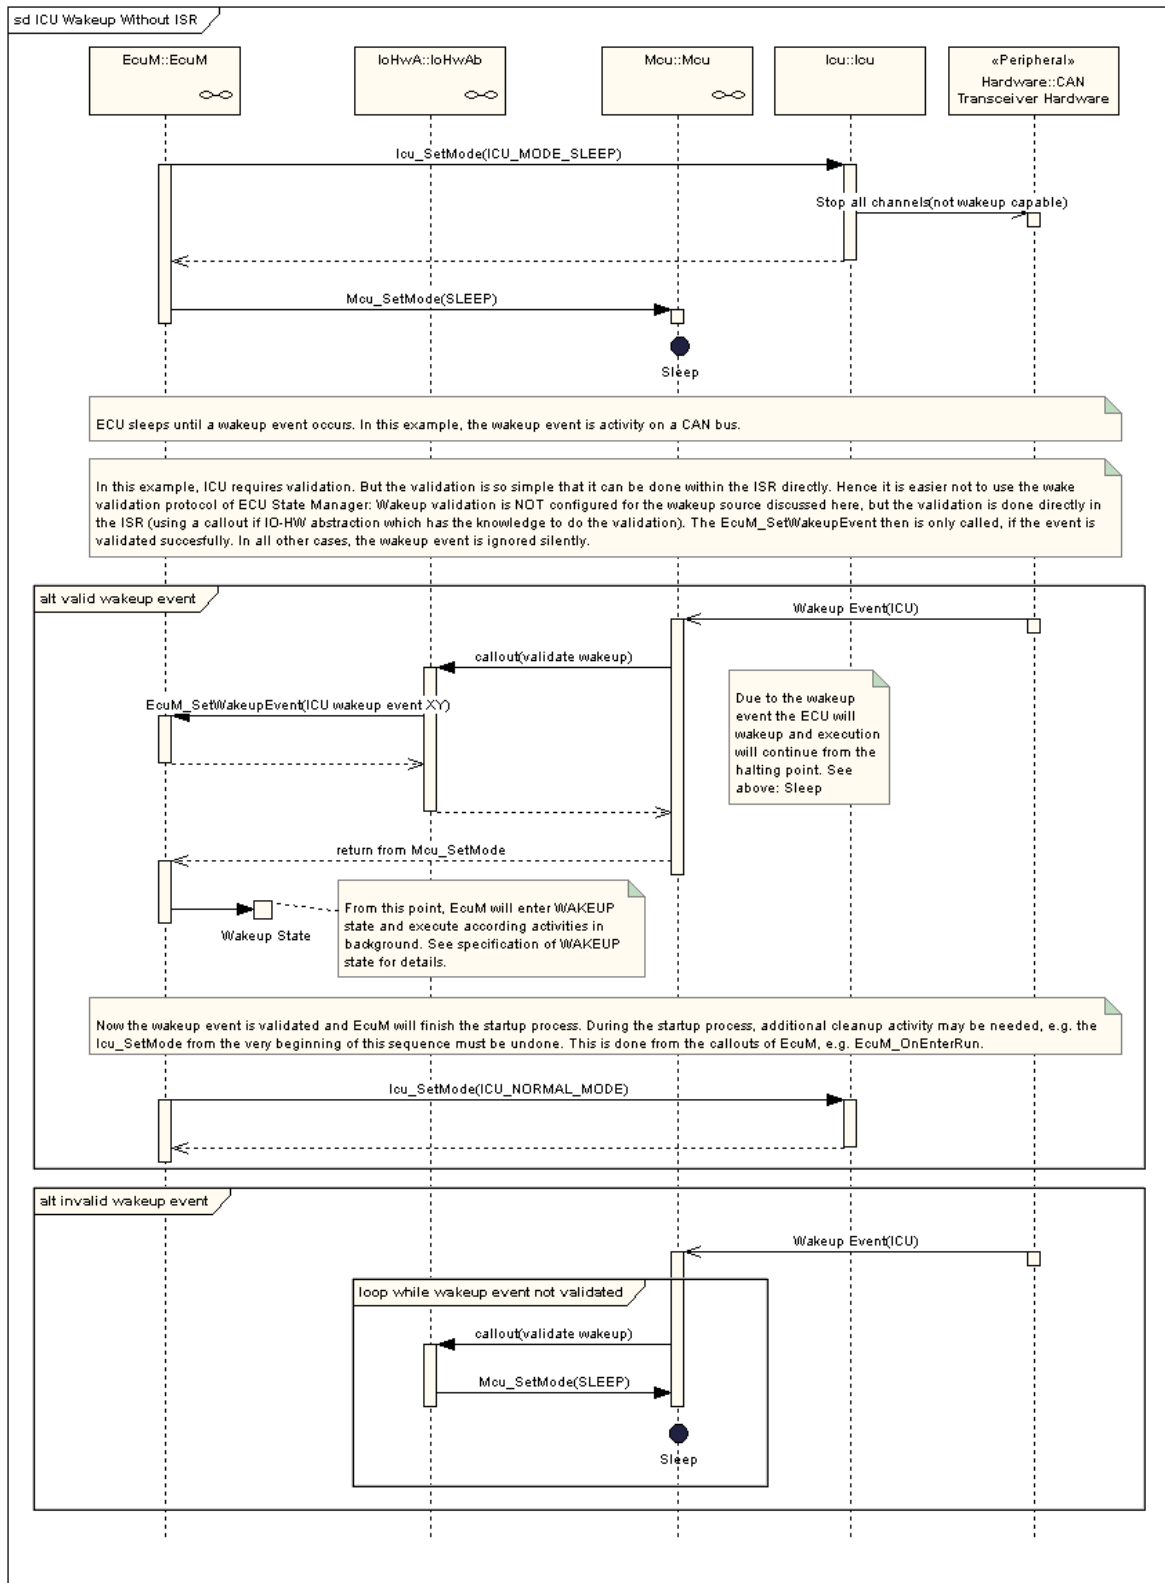 sd ICU Wakeup Without ISR
EcuM::EcuM
IoHwA::IoHwAb
Mcu::Mcu
Icu::Icu
«Peripheral»
Hardware::CAN
Transceiver Hardware
Icu_SetMode(ICU_MODE_SLEEP)
Stop all channels(not wakeup capable)
Mcu_SetMode(SLEEP)
Sleep
ECU sleeps until a wakeup event occurs. In this example, the wakeup event is activity on a CAN bus.
In this example, ICU requires validation. But the validation is so simple that it can be done within the ISR directly. Hence it is easier not to use the wake
validation protocol of ECU State Manager: Wakeup validation is NOT configured for the wakeup source discussed here, but the validation is done directly in
the ISR (using a callout if IO-HW abstraction which has the knowledge to do the validation). The EcuM_SetWakeupEvent then is only called, if the event is
validated succesfully. In all other cases, the wakeup event is ignored silently.
alt valid wakeup event
Wakeup Event(ICU)
callout(validate wakeup)
EcuM_SetWakeupEvent(ICU wakeup event XY)
Due to the wakeup
event the ECU will
wakeup and execution
will continue from the
halting point. See
above: Sleep
return from Mcu_SetMode
Wakeup State
From this point, EcuM will enter WAKEUP
state and execute according activities in
background. See specification of WAKEUP
state for details.
Now the wakeup event is validated and EcuM will finish the startup process. During the startup process, additional cleanup activity may be needed, e.g. the
Icu_SetMode from the very beginning of this sequence must be undone. This is done from the callouts of EcuM, e.g. EcuM_OnEnterRun.
Icu_SetMode(ICU_NORMAL_MODE)
alt invalid wakeup event
Wakeup Event(ICU)
loop while wakeup event not validated
callout(validate wakeup)
Mcu_SetMode(SLEEP)
Sleep